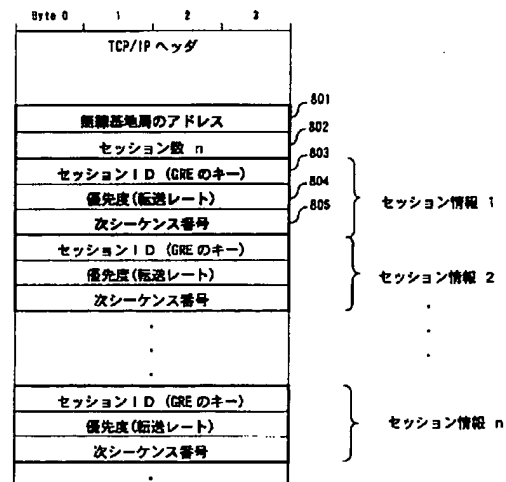 Byte 0 1 2 3
TCP/IP ヘッダ
無線基地局のアドレス 801
セッション数 n 802
セッションID (GREのキー) 803
優先度(転送レート) 804
次シーケンス番号 805
セッション情報 1
セッションID (GREのキー)
優先度(転送レート)
次シーケンス番号
セッション情報 2
セッションID (GREのキー)
優先度(転送レート)
次シーケンス番号
セッション情報 n